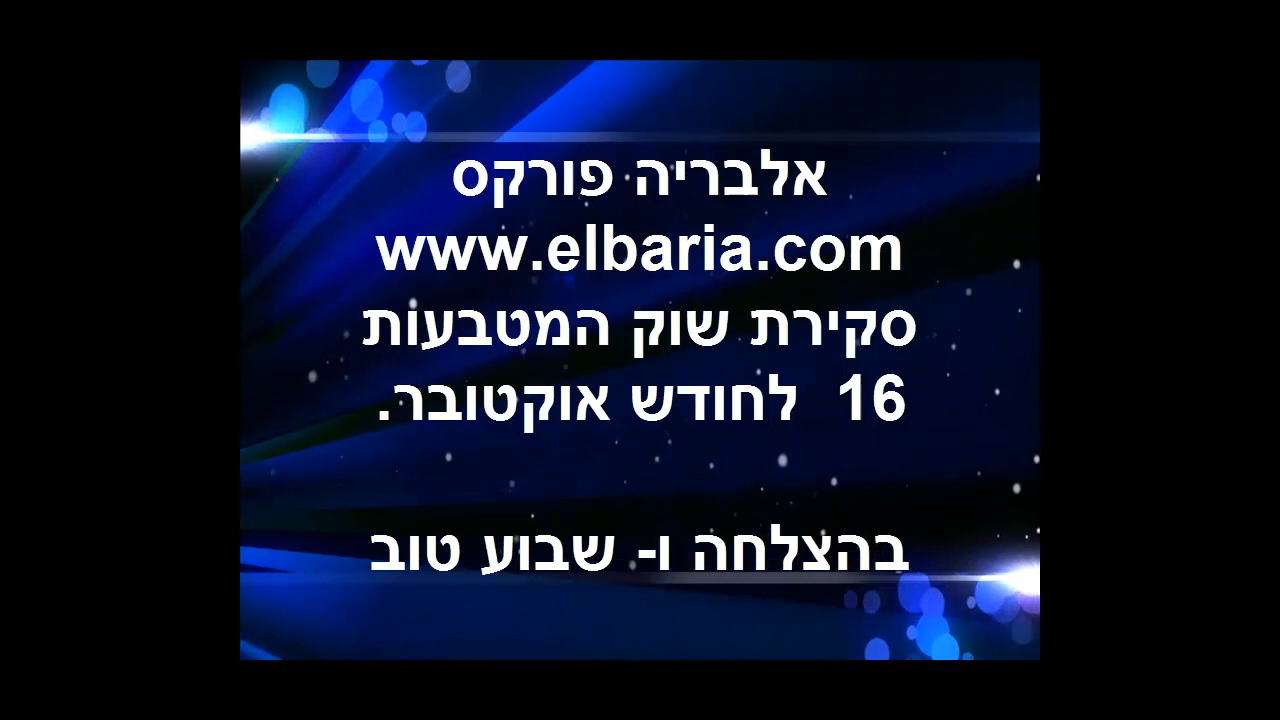 אלבריה פורקס
www.elbaria.com
סקירת שוק המטבעות
16 לחודש אוקטובר.
בהצלחה ו- שבוע טוב